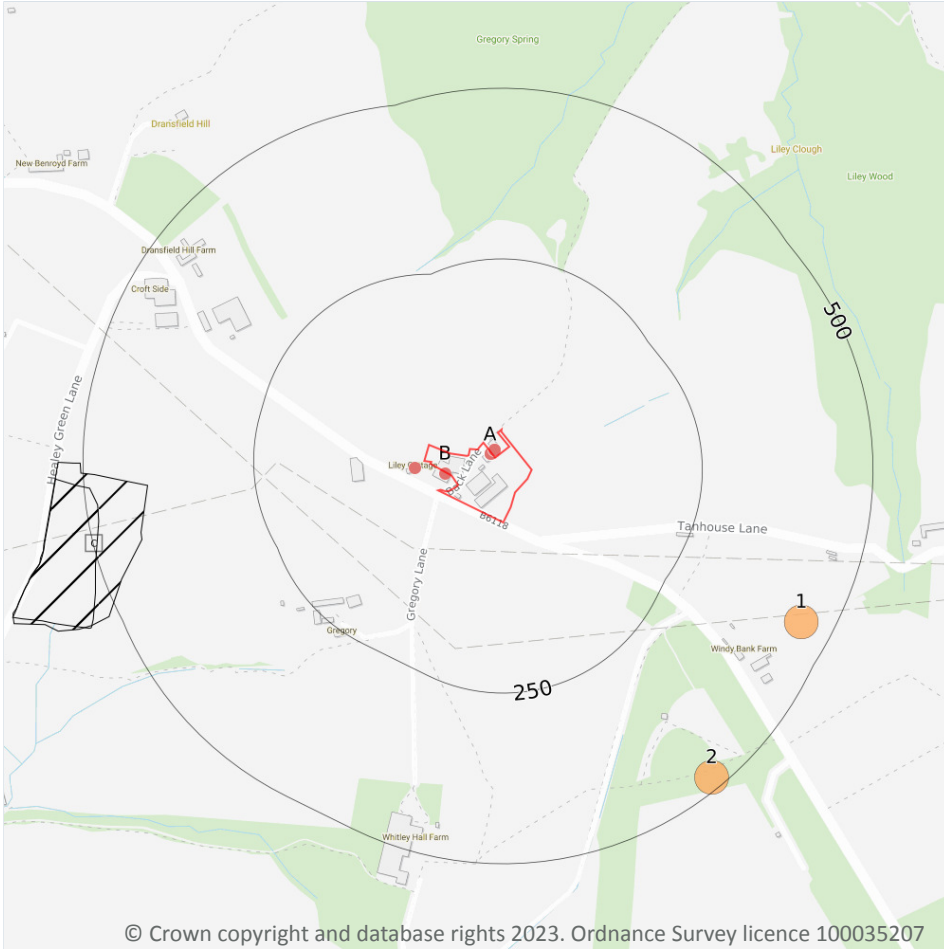 Gregory Spring
Dransfield Hill
Liley Clough
New Benroyd Farm
Liley Wood
Dransfield Hill Farm
Croft Side
500
Healey Green Lane
A
B
Liley Cottage
Back Lane
B6118
Tanhouse Lane
C
Gregory Lane
1
Gregory
Windy Bank Farm
250
2
Whitley Hall Farm
© Crown copyright and database rights 2023. Ordnance Survey licence 100035207